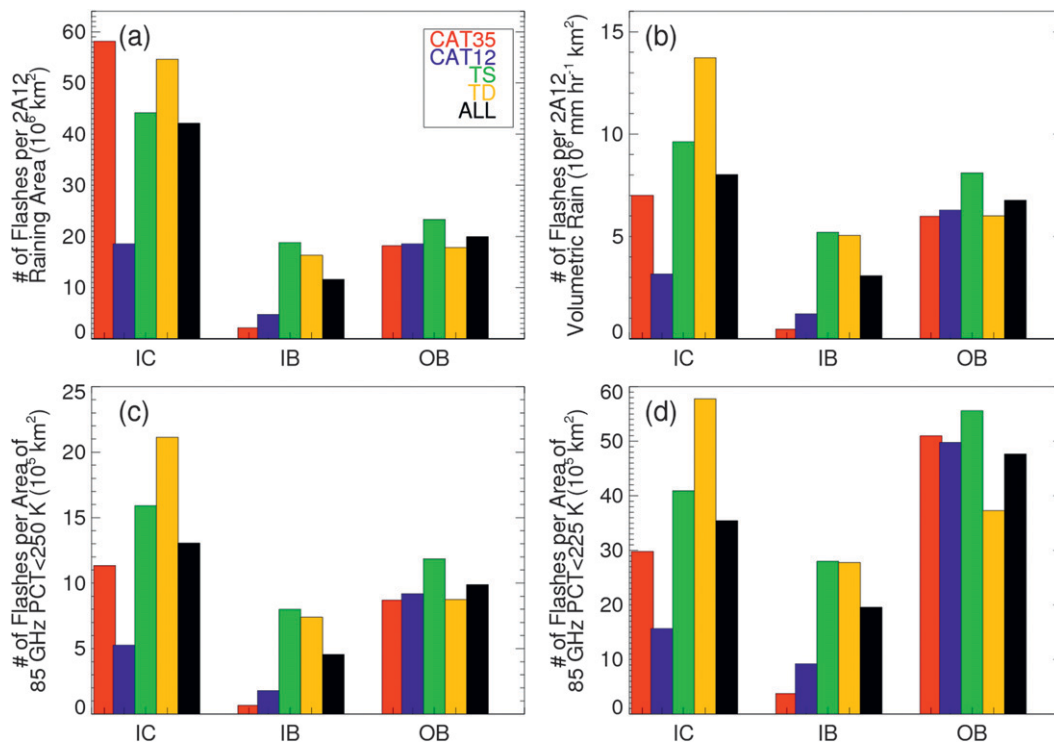 (a)
CAT35
CAT12
TS
TD
ALL
# of Flashes per 2A12
Raining Area (10⁶ km²)
60
50
40
30
20
10
0
IC
IB
OB
(b)
# of Flashes per 2A12
Volumetric Rain (10⁶ mm hr⁻¹ km²)
15
10
5
0
IC
IB
OB
(c)
# of Flashes per Area of
85 GHz PCT<250 K (10⁵ km²)
25
20
15
10
5
0
IC
IB
OB
(d)
# of Flashes per Area of
85 GHz PCT<225 K (10⁵ km²)
60
50
40
30
20
10
0
IC
IB
OB